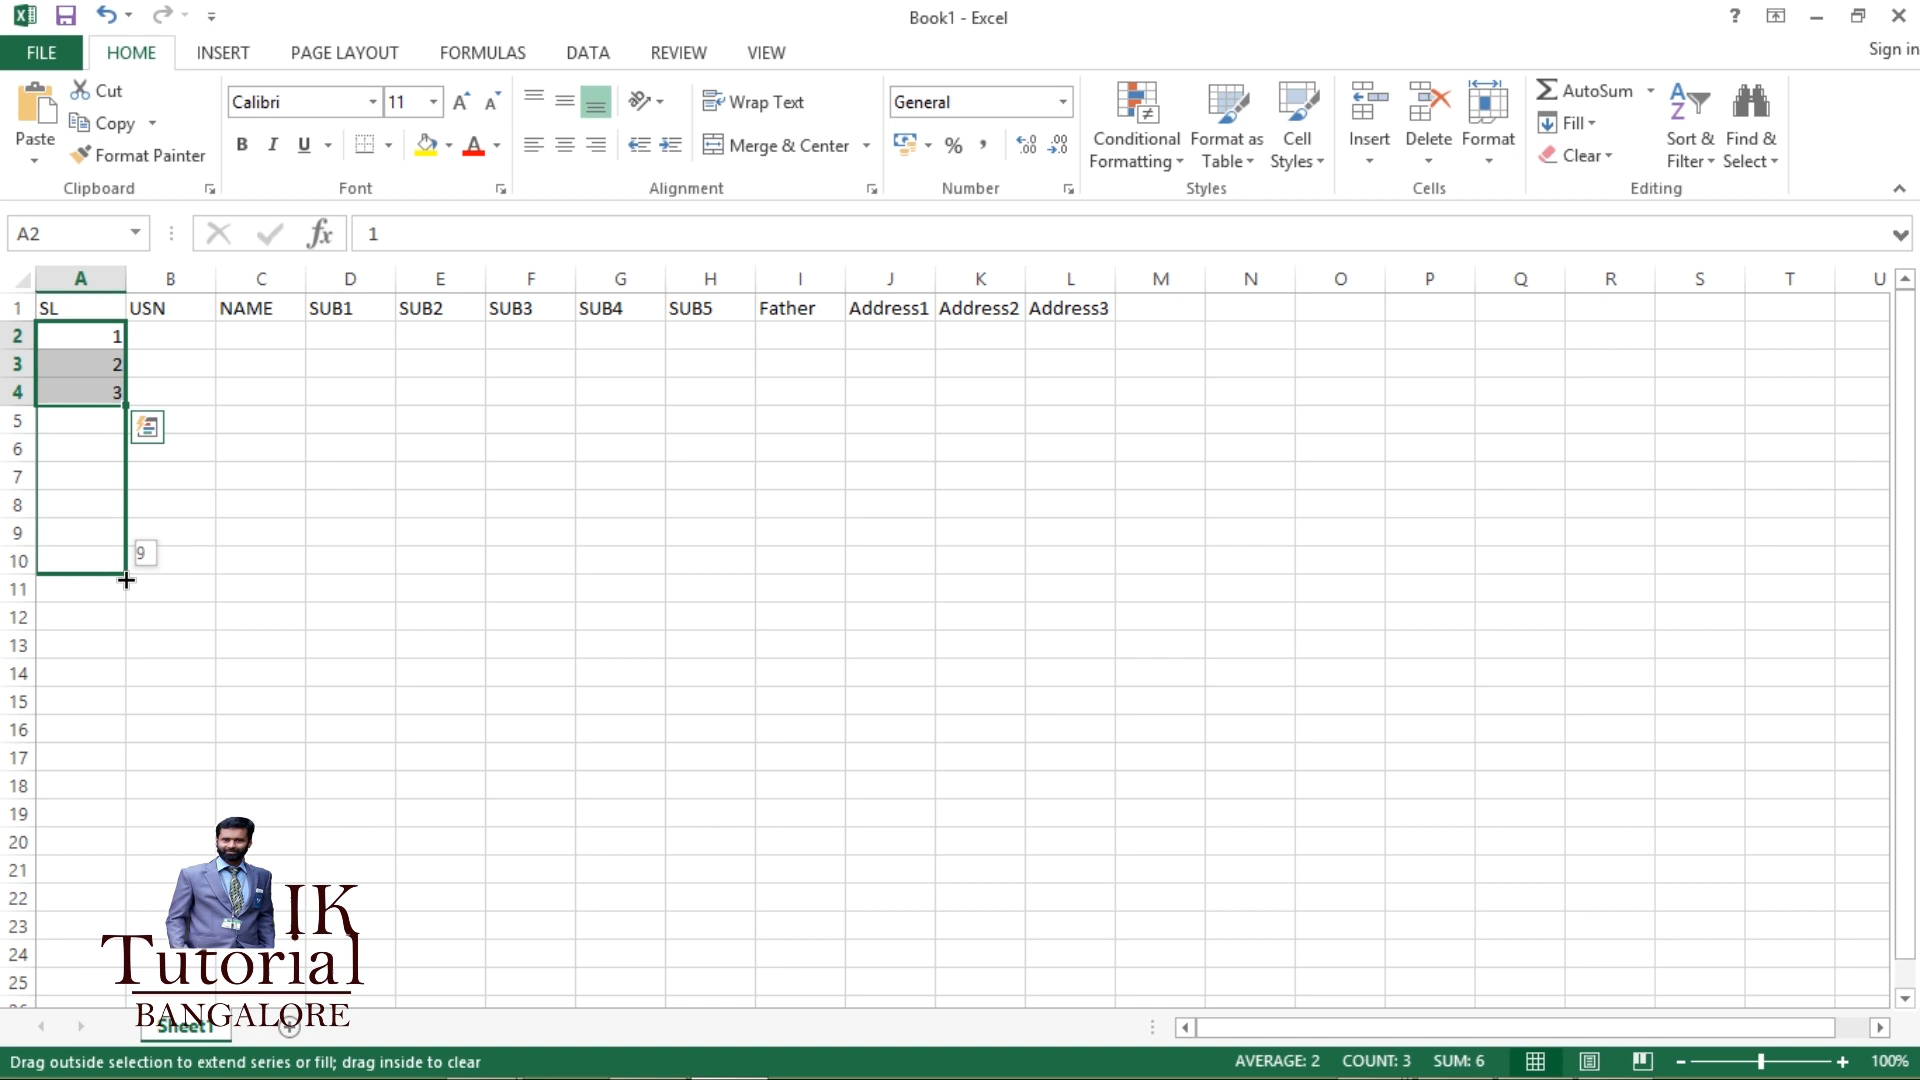 Book1 - Excel
?
Sign in
FILE HOME INSERT PAGE LAYOUT FORMULAS DATA REVIEW VIEW
Paste
Cut
Copy
Format Painter
Clipboard
Calibri 11
B I U
Font
Wrap Text
Merge & Center
Alignment
General
%
Number
Conditional Formatting
Format as Table
Cell Styles
Styles
Insert
Delete
Format
Cells
AutoSum
Fill
Clear
Sort & Filter
Find & Select
Editing
A2 fx 1
A B C D E F G H I J K L M N O P Q R S T U
1 SL USN NAME SUB1 SUB2 SUB3 SUB4 SUB5 Father Address1 Address2 Address3
2 1
3 2
4 3
5
6
7
8
9
9
10
11
12
13
14
15
16
17
18
19
20
21
22
23
24
25
IK
Tutorial
BANGALORE
Sheet1
Drag outside selection to extend series or fill; drag inside to clear AVERAGE: 2 COUNT: 3 SUM: 6 100%